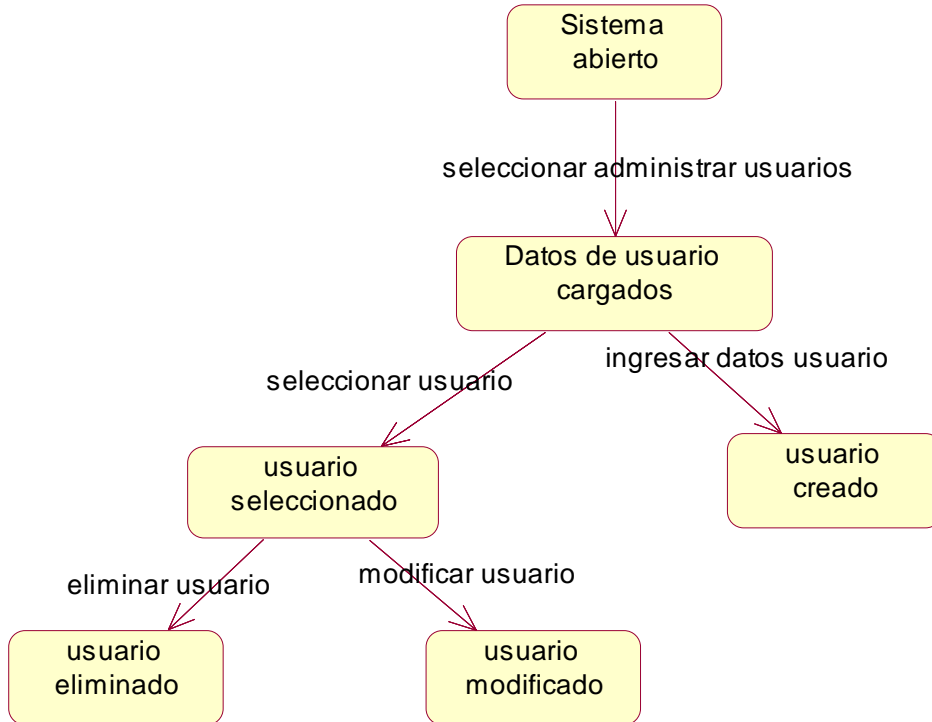 Sistema
abierto
seleccionar administrar usuarios
Datos de usuario
cargados
ingresar datos usuario
seleccionar usuario
usuario
seleccionado
usuario
creado
eliminar usuario
modificar usuario
usuario
eliminado
usuario
modificado